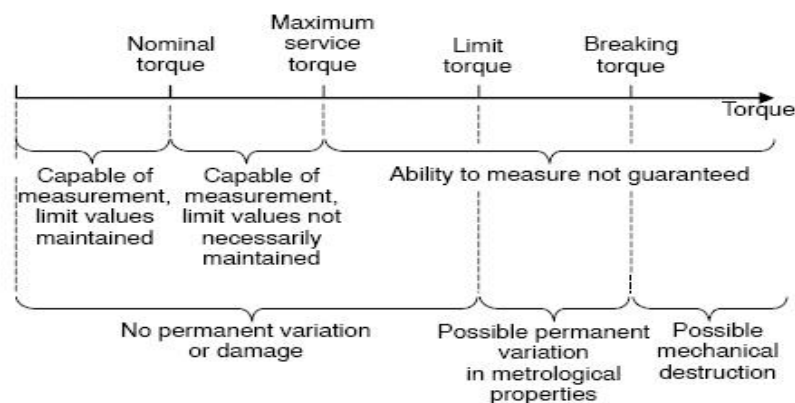 Nominal
torque
Maximum
service
torque
Limit
torque
Breaking
torque
Torque
Capable of
measurement,
limit values
maintained
Capable of
measurement,
limit values not
necessarily
maintained
Ability to measure not guaranteed
No permanent variation
or damage
Possible permanent
variation
in metrological
properties
Possible
mechanical
destruction